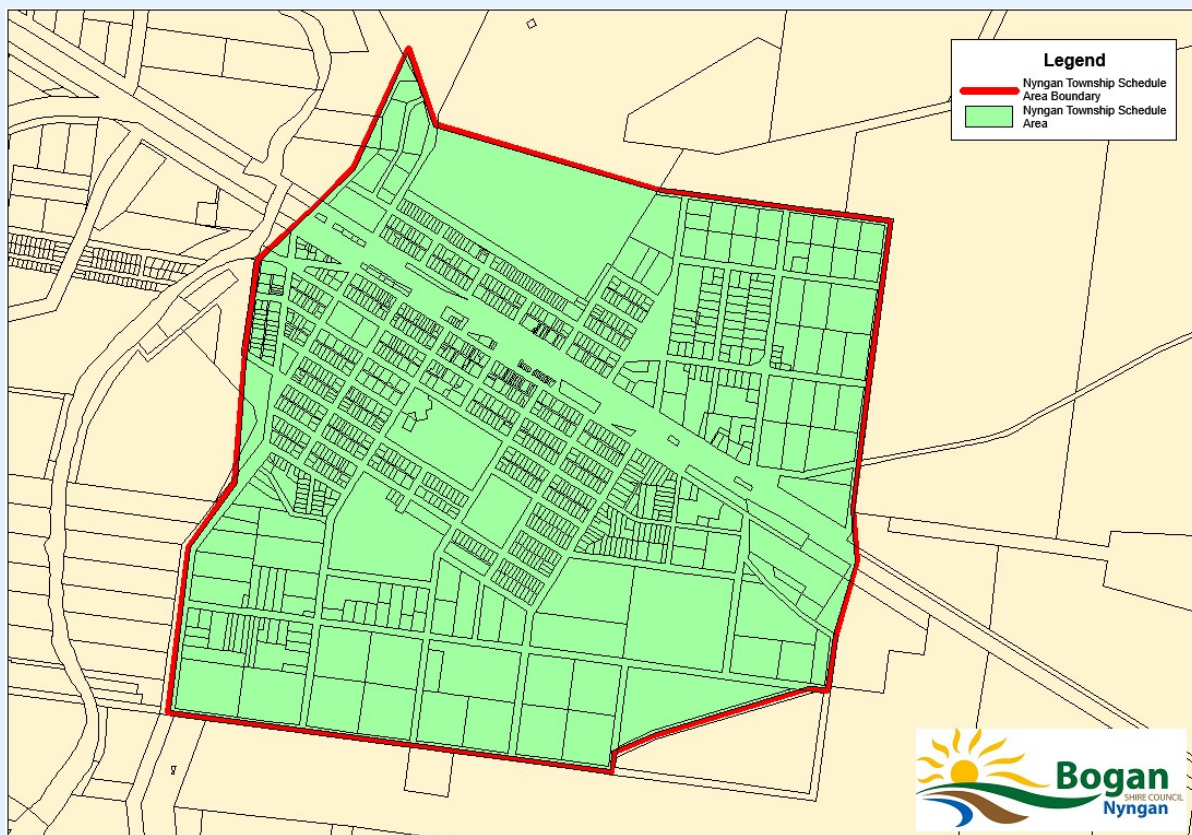 Legend
Nyngan Township Schedule
Area Boundary
Nyngan Township Schedule
Area
Bogan
SHIRE COUNCIL
Nyngan